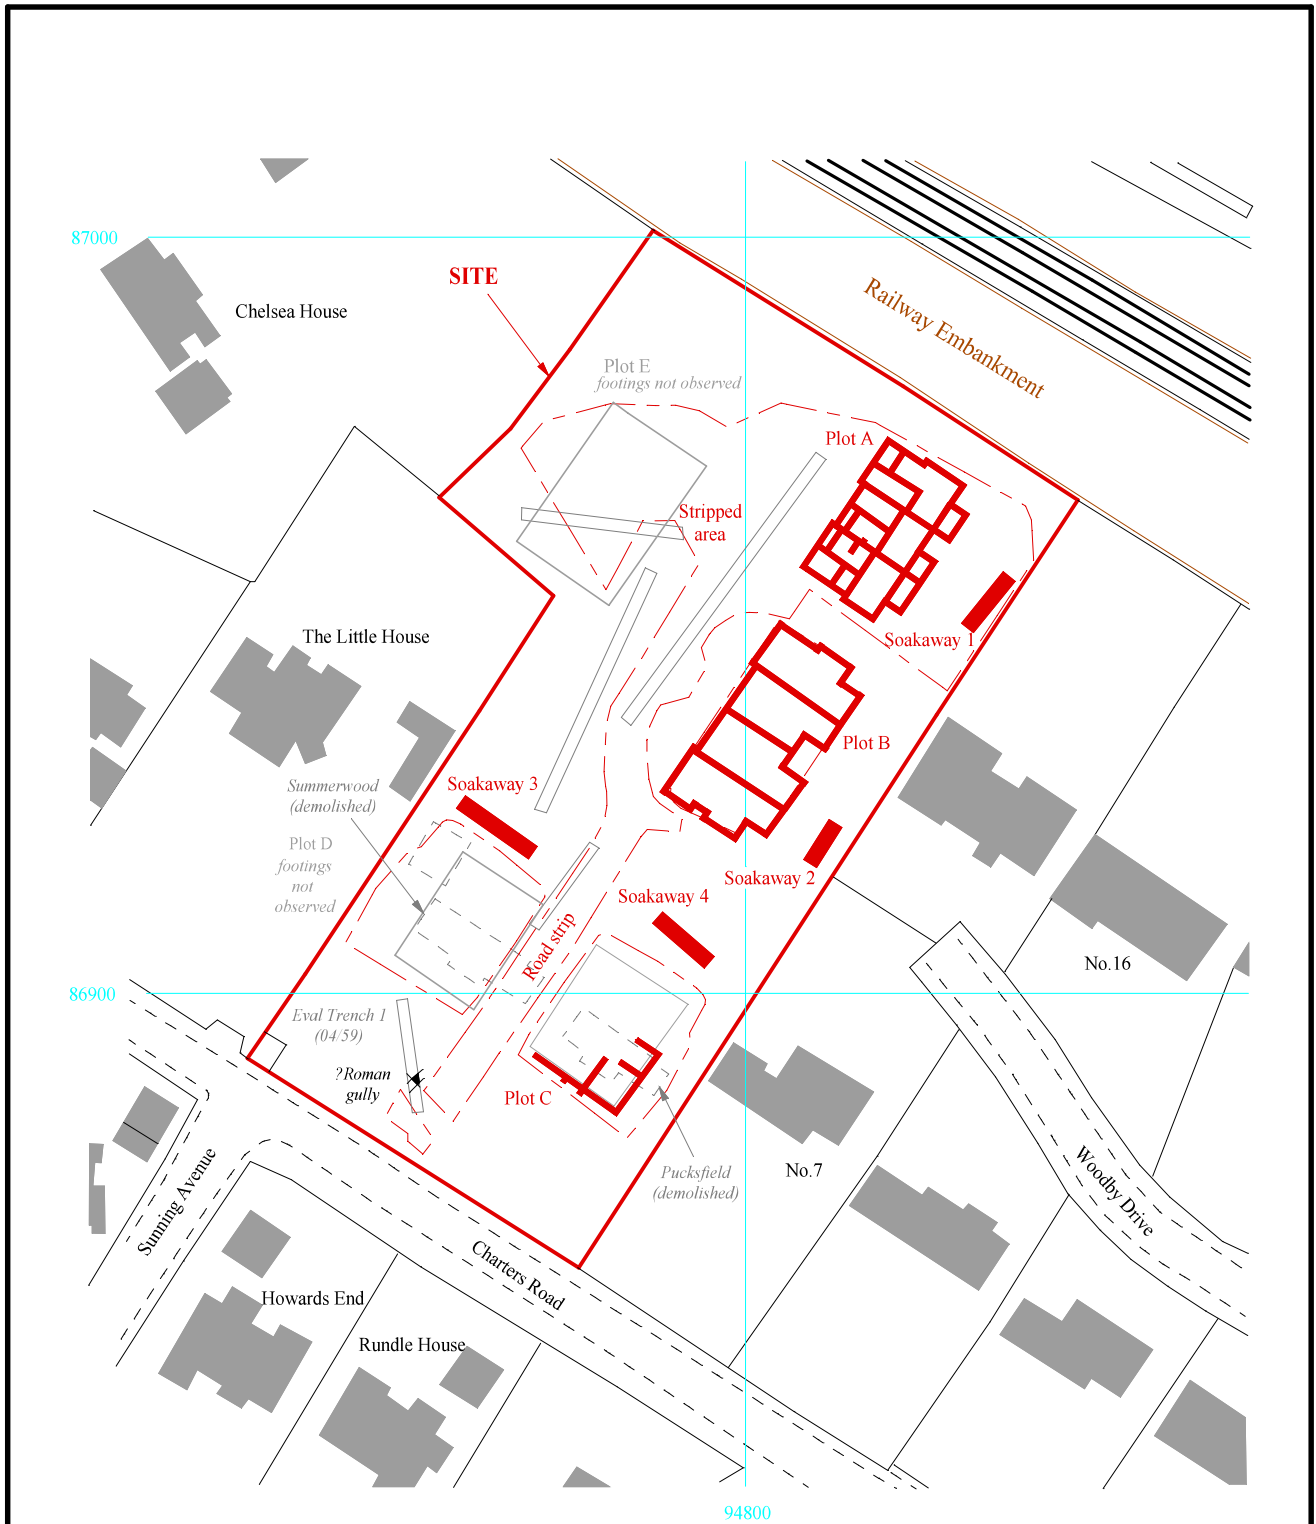 87000
SITE
Chelsea House
Railway Embankment
Plot E
footings not observed
Plot A
Stripped
area
The Little House
Soakaway 1
Plot B
Summerwood
(demolished)
Soakaway 3
Plot D
footings
not
observed
Soakaway 2
Soakaway 4
Road strip
No.16
86900
Eval Trench 1
(04/59)
?Roman
gully
Plot C
Pucksfield
(demolished)
No.7
Woodby Drive
Sunning Avenue
Charters Road
Howards End
Rundle House
94800